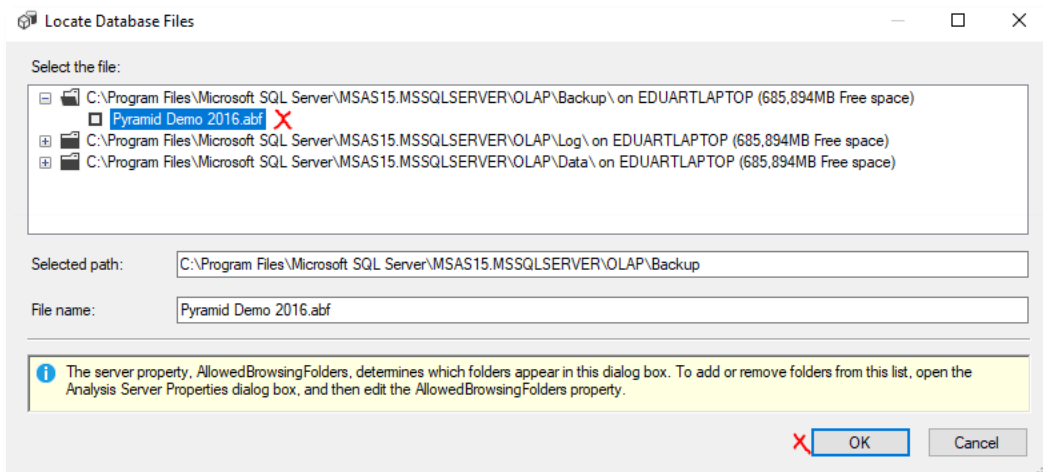 Locate Database Files
Select the file:
C:\Program Files\Microsoft SQL Server\MSAS15.MSSQLSERVER\OLAP\Backup\ on EDUARTLAPTOP (685,894MB Free space)
Pyramid Demo 2016.abf
C:\Program Files\Microsoft SQL Server\MSAS15.MSSQLSERVER\OLAP\Log\ on EDUARTLAPTOP (685,894MB Free space)
C:\Program Files\Microsoft SQL Server\MSAS15.MSSQLSERVER\OLAP\Data\ on EDUARTLAPTOP (685,894MB Free space)
Selected path: C:\Program Files\Microsoft SQL Server\MSAS15.MSSQLSERVER\OLAP\Backup
File name: Pyramid Demo 2016.abf
The server property, AllowedBrowsingFolders, determines which folders appear in this dialog box. To add or remove folders from this list, open the
Analysis Server Properties dialog box, and then edit the AllowedBrowsingFolders property.
OK Cancel